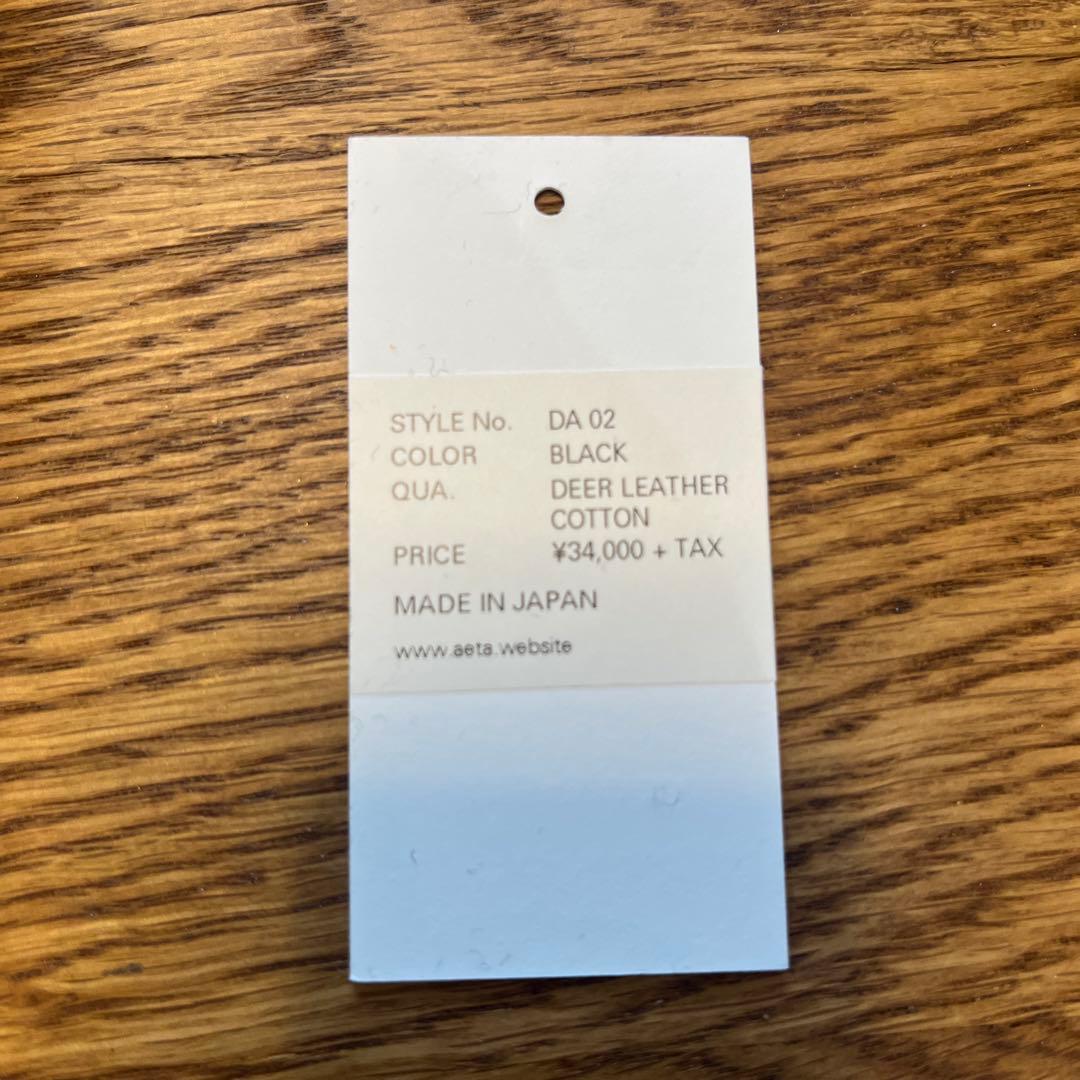 STYLE No. DA 02
COLOR BLACK
QUA. DEER LEATHER
COTTON
PRICE ¥34,000 + TAX
MADE IN JAPAN
www.aeta.website